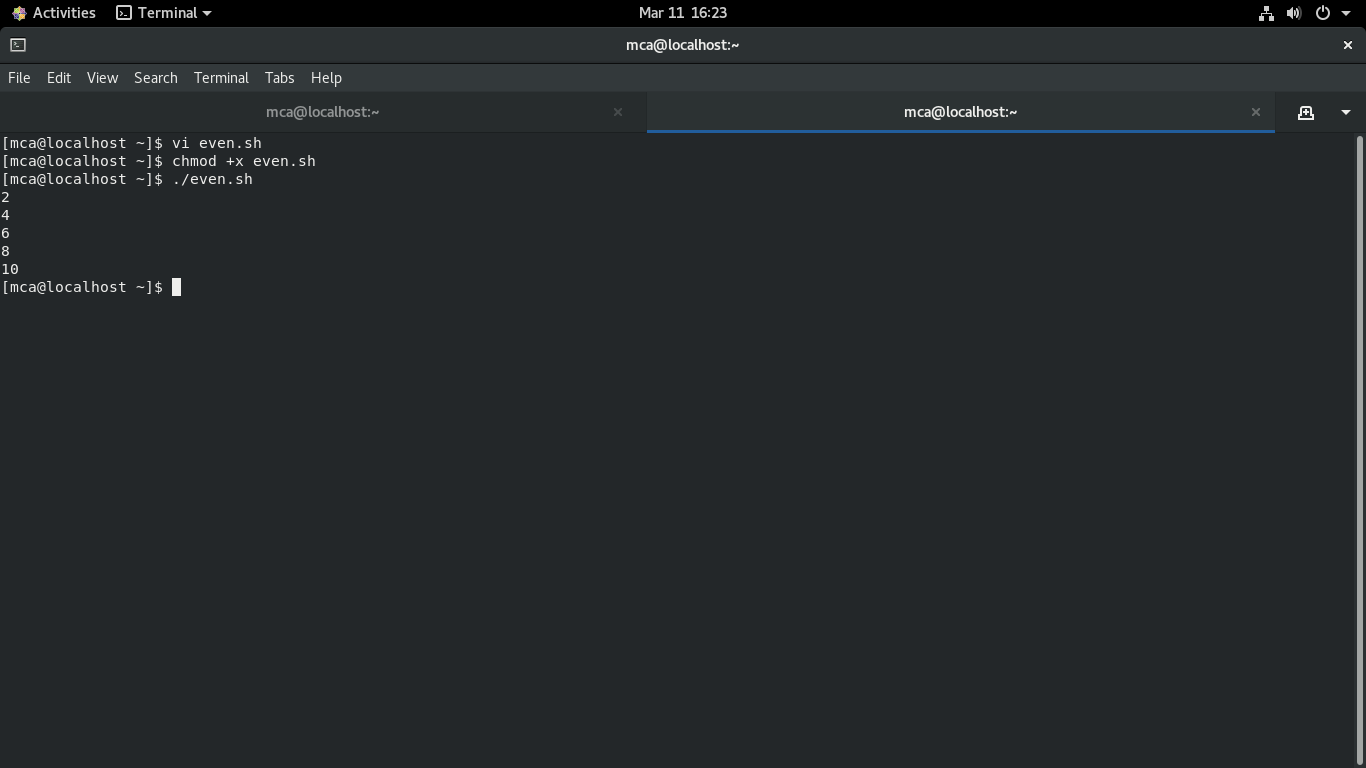 Activities Terminal Mar 11 16:23
mca@localhost:~
File Edit View Search Terminal Tabs Help
mca@localhost:~ mca@localhost:~
[mca@localhost ~]$ vi even.sh
[mca@localhost ~]$ chmod +x even.sh
[mca@localhost ~]$ ./even.sh
2
4
6
8
10
[mca@localhost ~]$